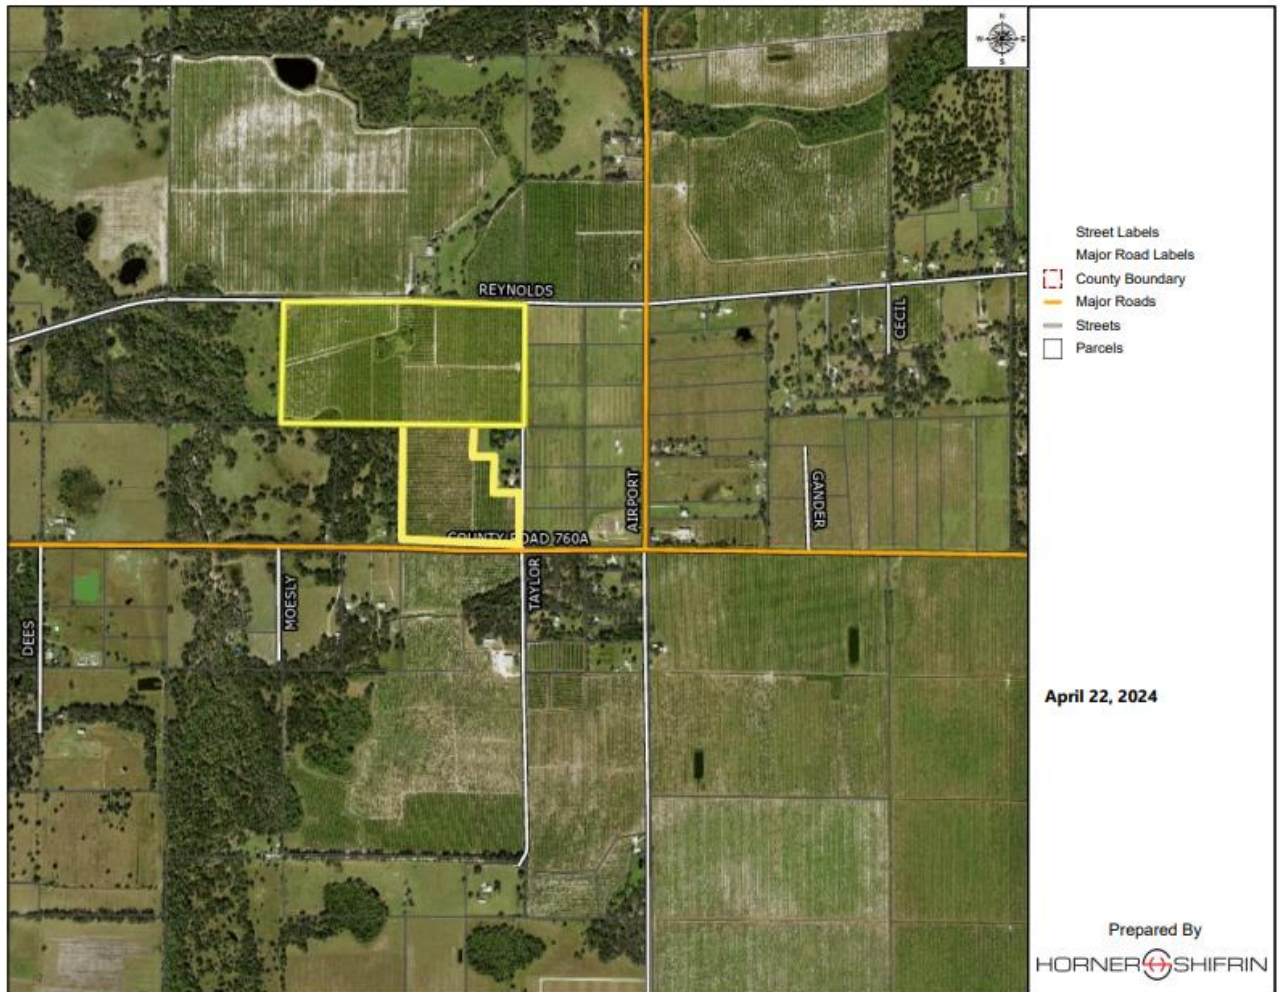 N
W
E
S
REYNOLDS
CECIL
AIRPORT
GANDER
COUNTY ROAD 760A
TAYLOR
MOESLY
DEES
Street Labels
Major Road Labels
County Boundary
Major Roads
Streets
Parcels
April 22, 2024
Prepared By
HORNER SHIFRIN